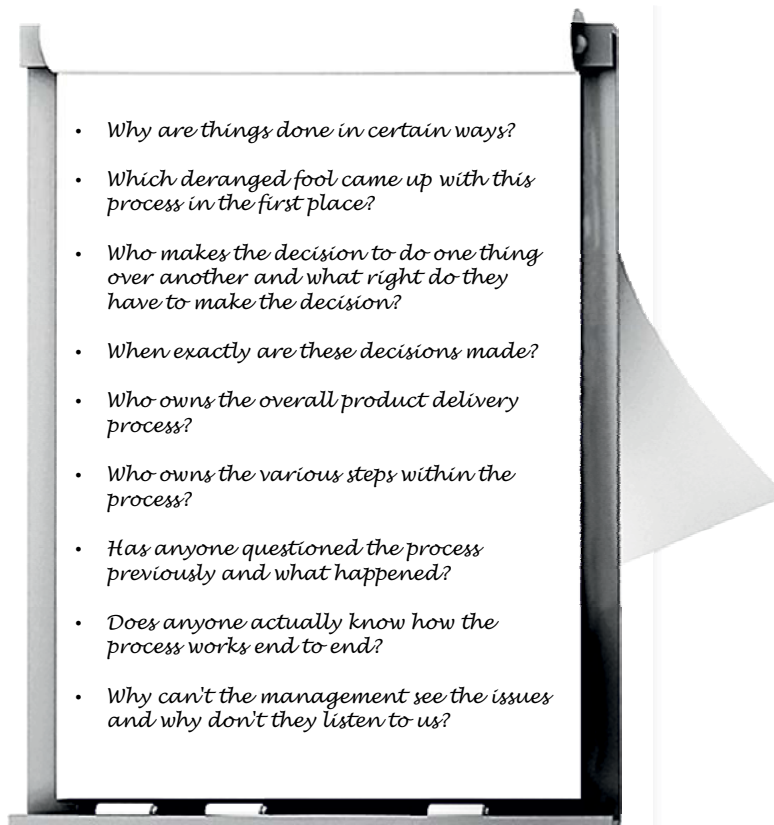 • Why are things done in certain ways?
• Which deranged fool came up with this
process in the first place?
• Who makes the decision to do one thing
over another and what right do they
have to make the decision?
• When exactly are these decisions made?
• Who owns the overall product delivery
process?
• Who owns the various steps within the
process?
• Has anyone questioned the process
previously and what happened?
• Does anyone actually know how the
process works end to end?
• Why can't the management see the issues
and why don't they listen to us?